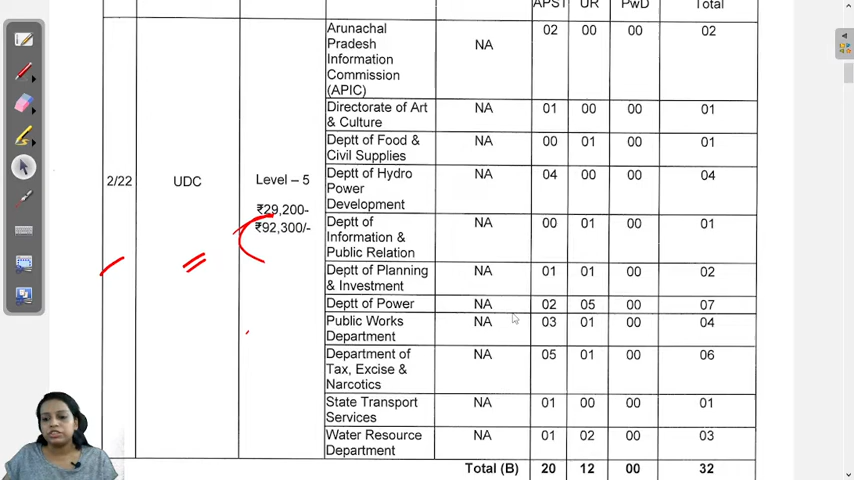 APST UR PwD Total
Arunachal
Pradesh
Information
Commission
(APIC)
NA 02 00 00 02
Directorate of Art
& Culture
NA 01 00 00 01
Deptt of Food &
Civil Supplies
NA 00 01 00 01
2/22 UDC Level – 5
₹29,200-
₹92,300/-
Deptt of Hydro
Power
Development
NA 04 00 00 04
Deptt of
Information &
Public Relation
NA 00 01 00 01
Deptt of Planning
& Investment
NA 01 01 00 02
Deptt of Power NA 02 05 00 07
Public Works
Department
NA 03 01 00 04
Department of
Tax, Excise &
Narcotics
NA 05 01 00 06
State Transport
Services
NA 01 00 00 01
Water Resource
Department
NA 01 02 00 03
Total (B) 20 12 00 32